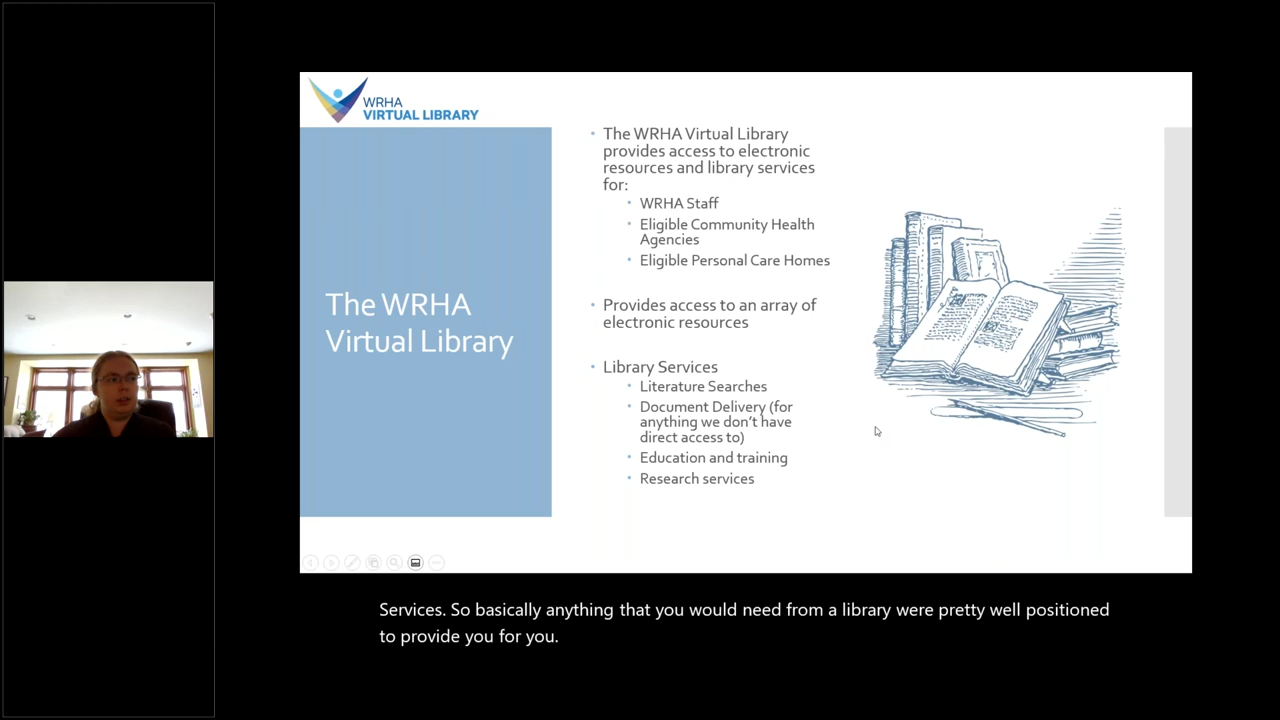 WRHA
VIRTUAL LIBRARY
The WRHA
Virtual Library
• The WRHA Virtual Library
provides access to electronic
resources and library services
for:
• WRHA Staff
• Eligible Community Health
Agencies
• Eligible Personal Care Homes
• Provides access to an array of
electronic resources
• Library Services
• Literature Searches
• Document Delivery (for
anything we don't have
direct access to)
• Education and training
• Research services
Services. So basically anything that you would need from a library were pretty well positioned
to provide you for you.